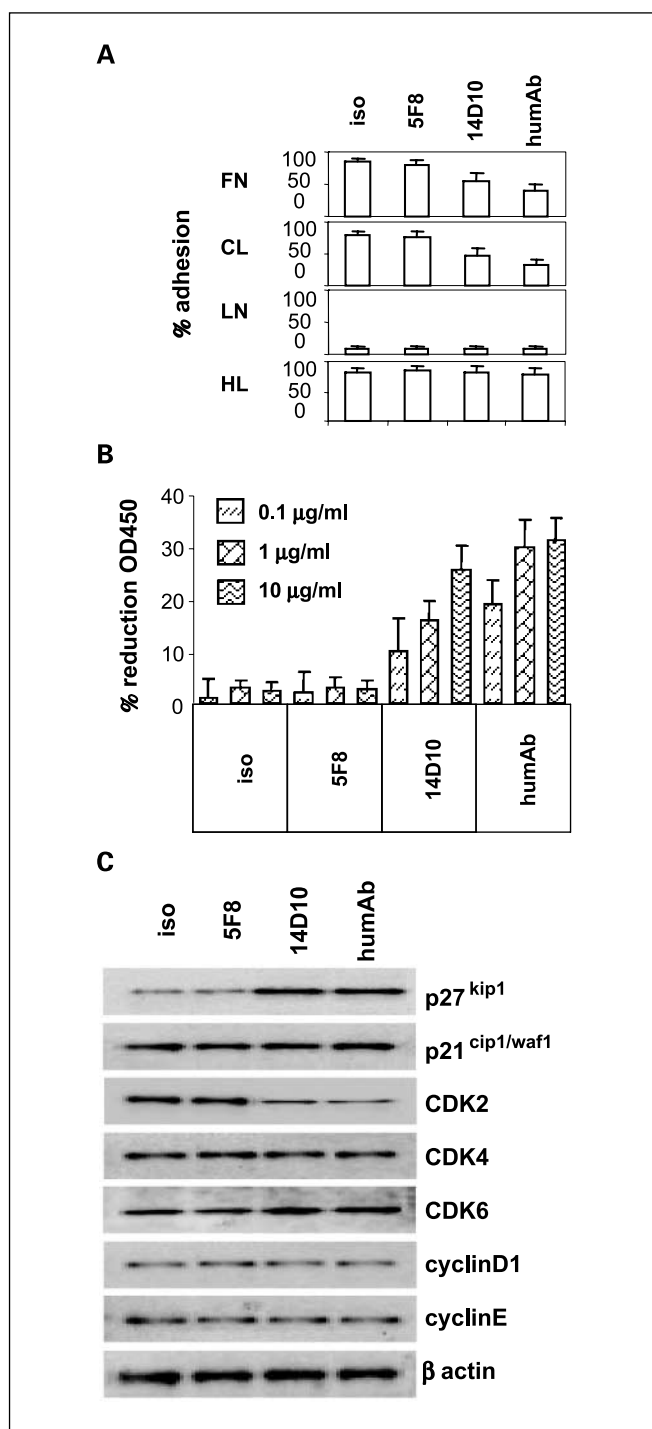 A
iso 5F8 14D10 humAb
% adhesion
FN 100 50 0
CL 100 50 0
LN 100 50 0
HL 100 50 0
B
% reduction OD450
40
30
20
10
0
0.1 µg/ml
1 µg/ml
10 µg/ml
iso 5F8 14D10 humAb
C
iso 5F8 14D10 humAb
p27 kip1
p21 cip1/waf1
CDK2
CDK4
CDK6
cyclinD1
cyclinE
β actin